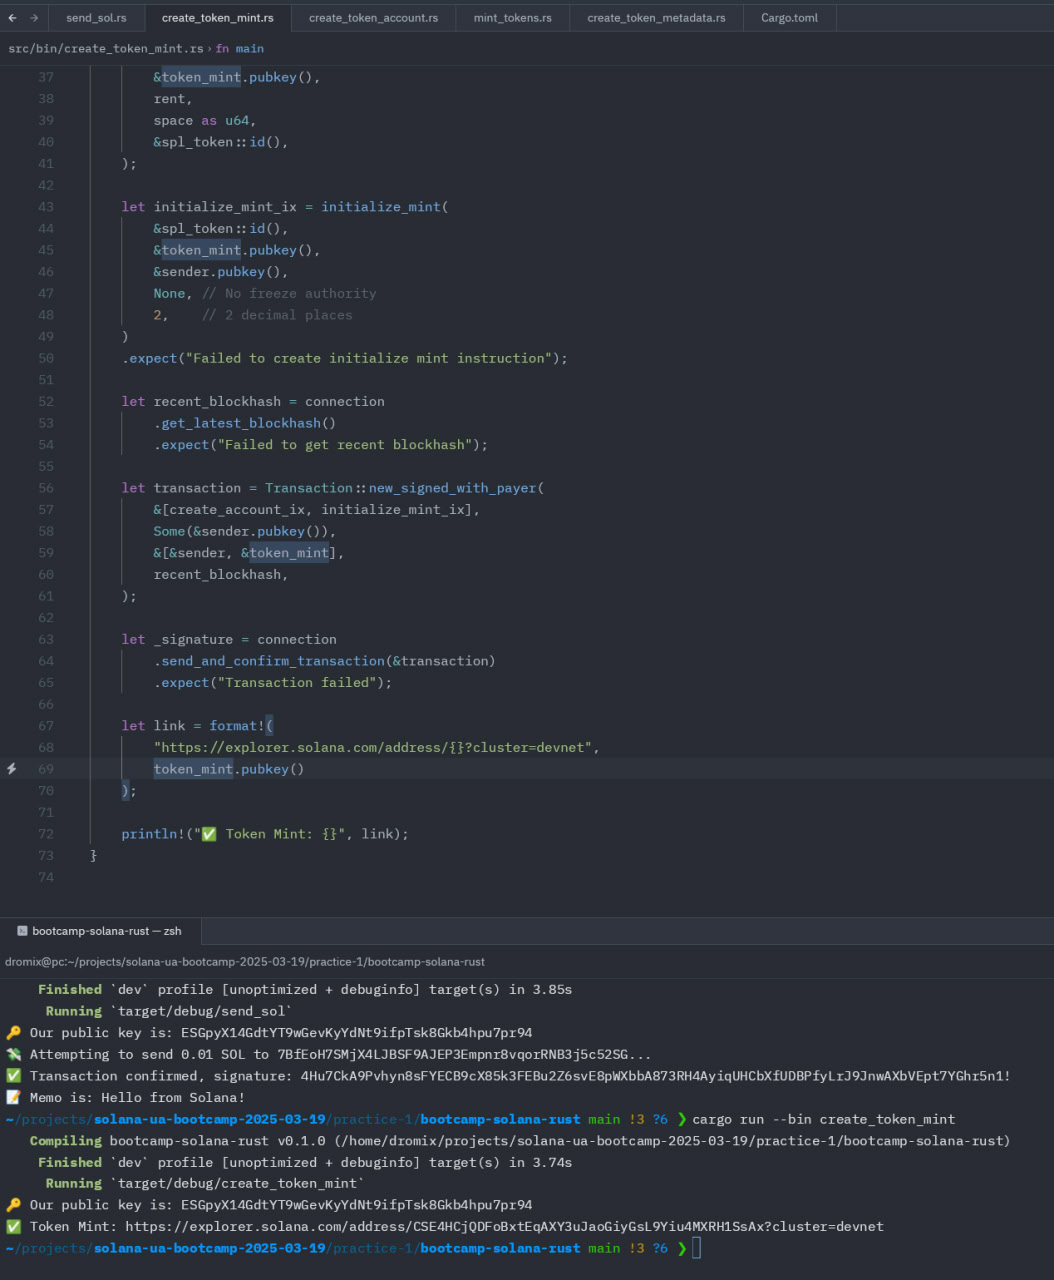 ← → send_sol.rs create_token_mint.rs create_token_account.rs mint_tokens.rs create_token_metadata.rs Cargo.toml
src/bin/create_token_mint.rs › fn main
37 &token_mint.pubkey(),
38 rent,
39 space as u64,
40 &spl_token::id(),
41 );
42
43 let initialize_mint_ix = initialize_mint(
44 &spl_token::id(),
45 &token_mint.pubkey(),
46 &sender.pubkey(),
47 None, // No freeze authority
48 2, // 2 decimal places
49 )
50 .expect("Failed to create initialize mint instruction");
51
52 let recent_blockhash = connection
53 .get_latest_blockhash()
54 .expect("Failed to get recent blockhash");
55
56 let transaction = Transaction::new_signed_with_payer(
57 &[create_account_ix, initialize_mint_ix],
58 Some(&sender.pubkey()),
59 &[&sender, &token_mint],
60 recent_blockhash,
61 );
62
63 let _signature = connection
64 .send_and_confirm_transaction(&transaction)
65 .expect("Transaction failed");
66
67 let link = format!(
68 "https://explorer.solana.com/address/{}?cluster=devnet",
69 token_mint.pubkey()
70 );
71
72 println!("✅ Token Mint: {}", link);
73 }
74
bootcamp-solana-rust — zsh
dromix@pc:~/projects/solana-ua-bootcamp-2025-03-19/practice-1/bootcamp-solana-rust
Finished `dev` profile [unoptimized + debuginfo] target(s) in 3.85s
Running `target/debug/send_sol`
🔑 Our public key is: ESGpyX14GdtYT9wGevKyYdNt9ifpTsk8Gkb4hpu7pr94
💸 Attempting to send 0.01 SOL to 7BfEoH7SMjX4LJBSF9AJEP3Empnr8vqorRNB3j5c52SG...
✅ Transaction confirmed, signature: 4Hu7CkA9Pvhyn8sFYECB9cX85k3FEBu2Z6svE8pWXbbA873RH4AyiqUHCbXfUDBPfyLrJ9JnwAXbVEpt7YGhr5n1!
📝 Memo is: Hello from Solana!
~/projects/solana-ua-bootcamp-2025-03-19/practice-1/bootcamp-solana-rust main !3 ?6 ❯ cargo run --bin create_token_mint
Compiling bootcamp-solana-rust v0.1.0 (/home/dromix/projects/solana-ua-bootcamp-2025-03-19/practice-1/bootcamp-solana-rust)
Finished `dev` profile [unoptimized + debuginfo] target(s) in 3.74s
Running `target/debug/create_token_mint`
🔑 Our public key is: ESGpyX14GdtYT9wGevKyYdNt9ifpTsk8Gkb4hpu7pr94
✅ Token Mint: https://explorer.solana.com/address/CSE4HCjQDFoBxtEqAXY3uJaoGiyGsL9Yiu4MXRH1SsAx?cluster=devnet
~/projects/solana-ua-bootcamp-2025-03-19/practice-1/bootcamp-solana-rust main !3 ?6 ❯